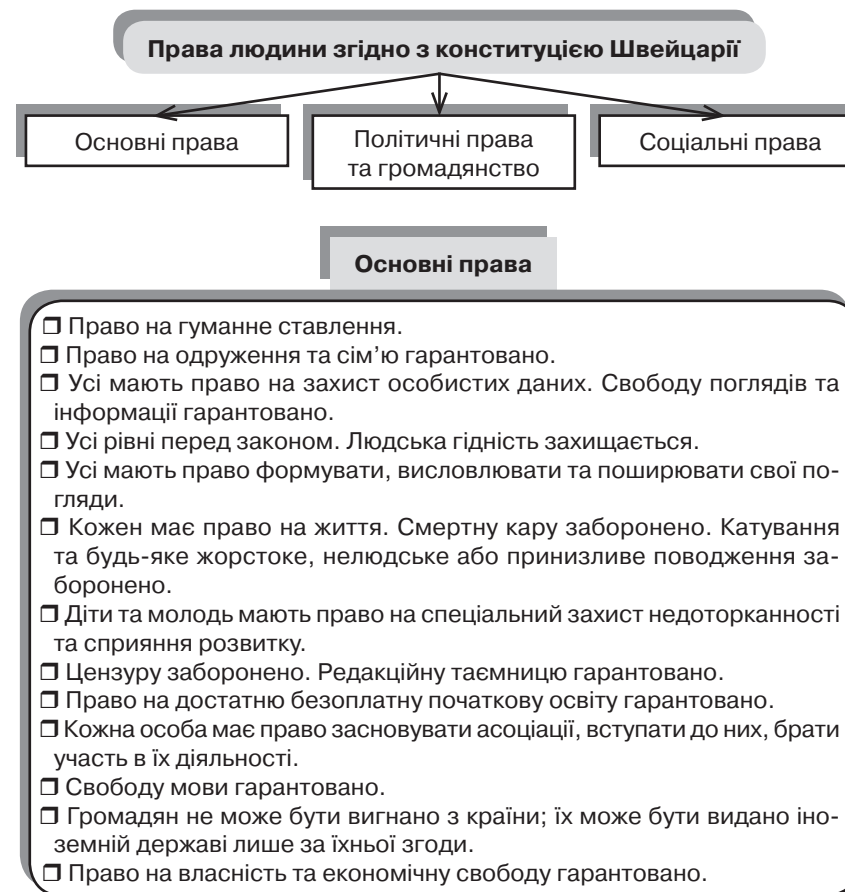 Права людини згідно з конституцією Швейцарії
Основні права
Політичні права
та громадянство
Соціальні права
Основні права
❒ Право на гуманне ставлення.
❒ Право на одруження та сім’ю гарантовано.
❒ Усі мають право на захист особистих даних. Свободу поглядів та
інформації гарантовано.
❒ Усі рівні перед законом. Людська гідність захищається.
❒ Усі мають право формувати, висловлювати та поширювати свої по-
гляди.
❒ Кожен має право на життя. Смертну кару заборонено. Катування
та будь-яке жорстоке, нелюдське або принизливе поводження за-
боронено.
❒ Діти та молодь мають право на спеціальний захист недоторканності
та сприяння розвитку.
❒ Цензуру заборонено. Редакційну таємницю гарантовано.
❒ Право на достатню безоплатну початкову освіту гарантовано.
❒ Кожна особа має право засновувати асоціації, вступати до них, брати
участь в їх діяльності.
❒ Свободу мови гарантовано.
❒ Громадян не може бути вигнано з країни; їх може бути видано іно-
земній державі лише за їхньої згоди.
❒ Право на власність та економічну свободу гарантовано.